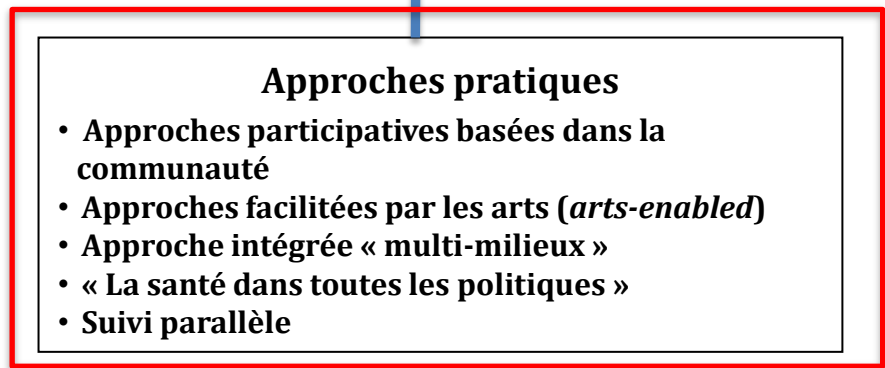 Approches pratiques
• Approches participatives basées dans la
communauté
• Approches facilitées par les arts (arts-enabled)
• Approche intégrée « multi-milieux »
• « La santé dans toutes les politiques »
• Suivi parallèle